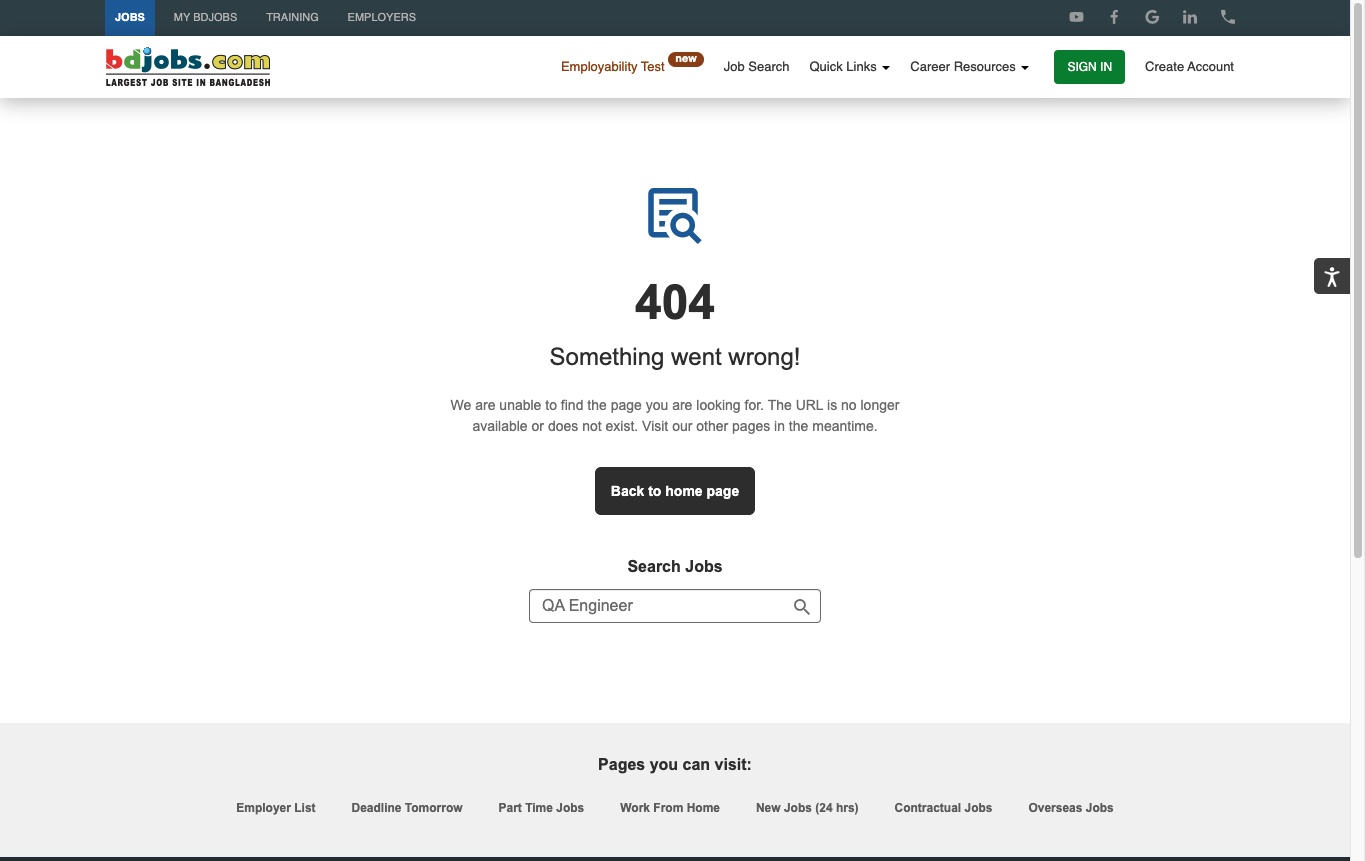 JOBS MY BDJOBS TRAINING EMPLOYERS
bdjobs.com
LARGEST JOB SITE IN BANGLADESH
Employability Test new Job Search Quick Links Career Resources SIGN IN Create Account
404
Something went wrong!
We are unable to find the page you are looking for. The URL is no longer
available or does not exist. Visit our other pages in the meantime.
Back to home page
Search Jobs
QA Engineer
Pages you can visit:
Employer List Deadline Tomorrow Part Time Jobs Work From Home New Jobs (24 hrs) Contractual Jobs Overseas Jobs